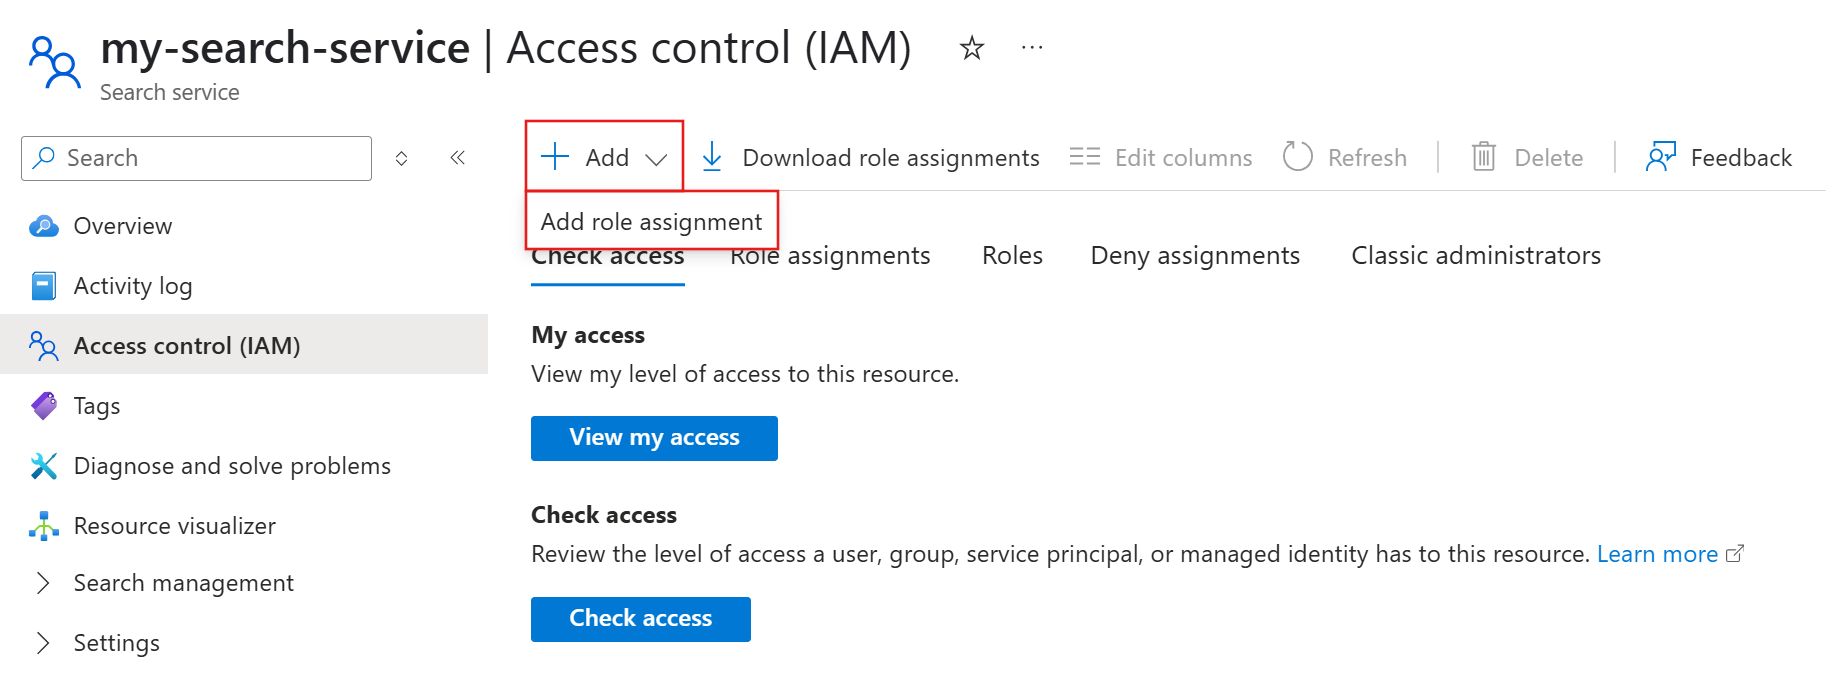 my-search-service | Access control (IAM)
Search service
Search
Add
Download role assignments
Edit columns
Refresh
Delete
Feedback
Add role assignment
Overview
Activity log
Access control (IAM)
Tags
Diagnose and solve problems
Resource visualizer
Search management
Settings
Check access
Role assignments
Roles
Deny assignments
Classic administrators
My access
View my level of access to this resource.
View my access
Check access
Review the level of access a user, group, service principal, or managed identity has to this resource. Learn more
Check access